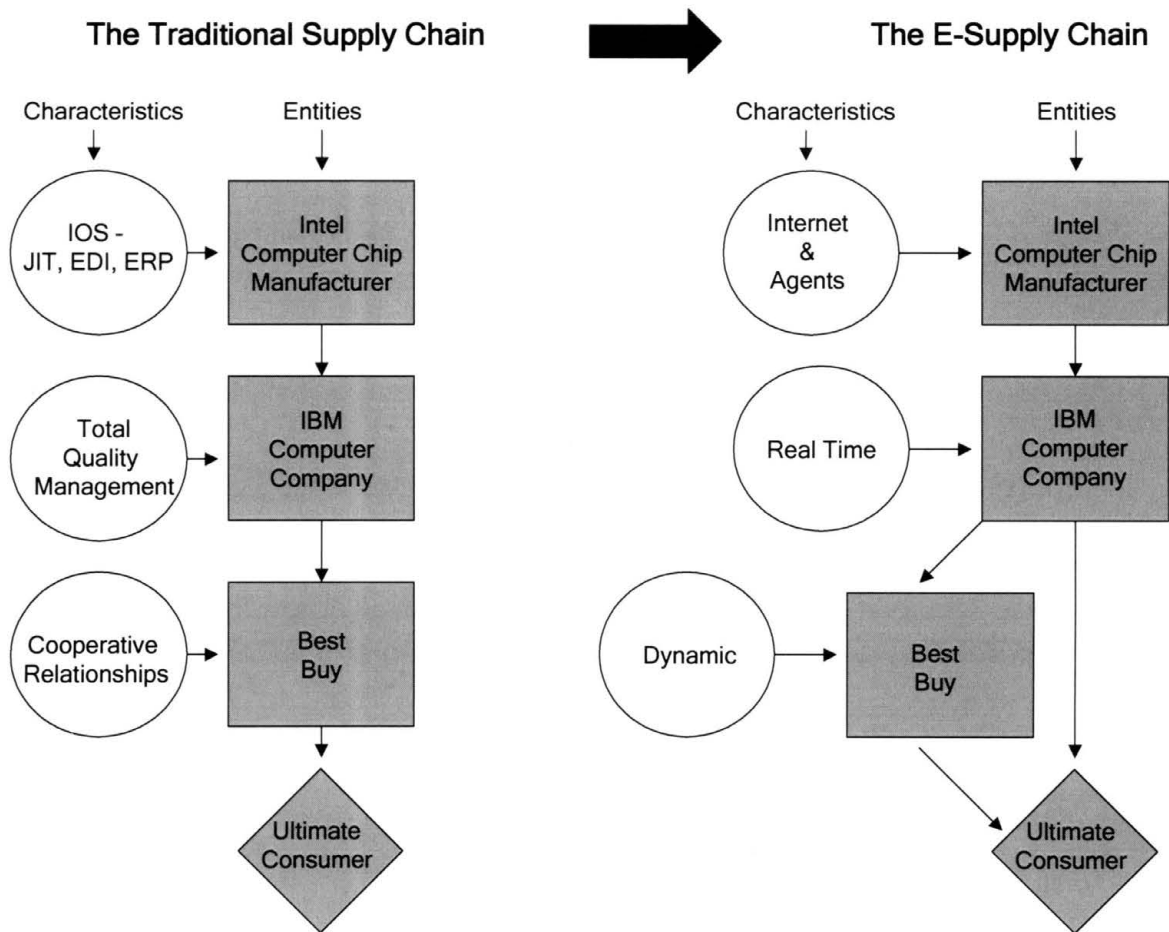 The Traditional Supply Chain
The E-Supply Chain
Characteristics
Entities
IOS -
JIT, EDI, ERP
Intel
Computer Chip
Manufacturer
Total
Quality
Management
IBM
Computer
Company
Cooperative
Relationships
Best
Buy
Ultimate
Consumer
Characteristics
Entities
Internet
&
Agents
Intel
Computer Chip
Manufacturer
Real Time
IBM
Computer
Company
Dynamic
Best
Buy
Ultimate
Consumer